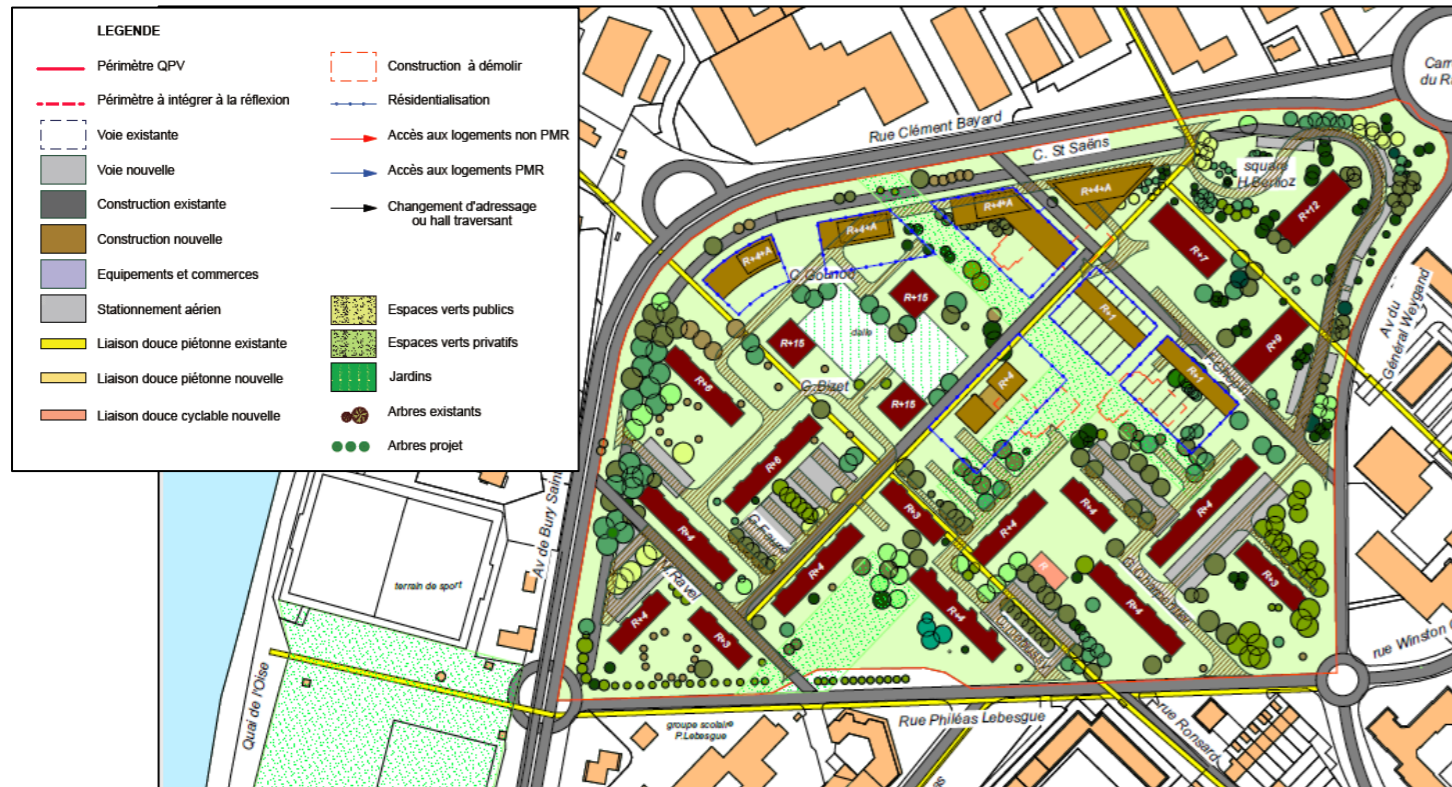 LEGENDE
Périmètre QPV
Périmètre à intégrer à la réflexion
Voie existante
Voie nouvelle
Construction existante
Construction nouvelle
Equipements et commerces
Stationnement aérien
Liaison douce piétonne existante
Liaison douce piétonne nouvelle
Liaison douce cyclable nouvelle
Construction à démolir
Résidentialisation
Accès aux logements non PMR
Accès aux logements PMR
Changement d'adressage
ou hall traversant
Espaces verts publics
Espaces verts privatifs
Jardins
Arbres existants
Arbres projet
Rue Clément Bayard
C. St Saëns
square
H.Berlioz
R+12
R+7
R+9
R+4+A
R+4+A
R+4+A
R+4+A
C.Gounod
R+15
dalle
R+15
R+15
G.Bizet
R+1
R+1
F.Chopin
R+4
R+6
R+6
G.Fauré
R+4
M.Ravel
R+4
R+3
R+4
R+3
R+4
R+4
R
R+4
R+4
R+4
R+3
Av du
Général Weygand
Av de Bury Sain
terrain de sport
Quai de l'Oise
groupe scolaire
P.Lebesgue
Rue Philéas Lebesgue
rue Ronsard
rue Winston